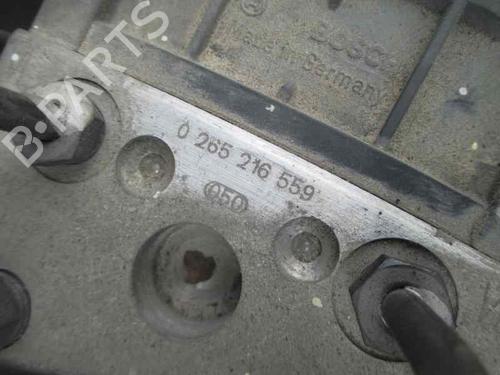 BOSCH
Made in Germany
B-PARTS
0 265 216 559
050